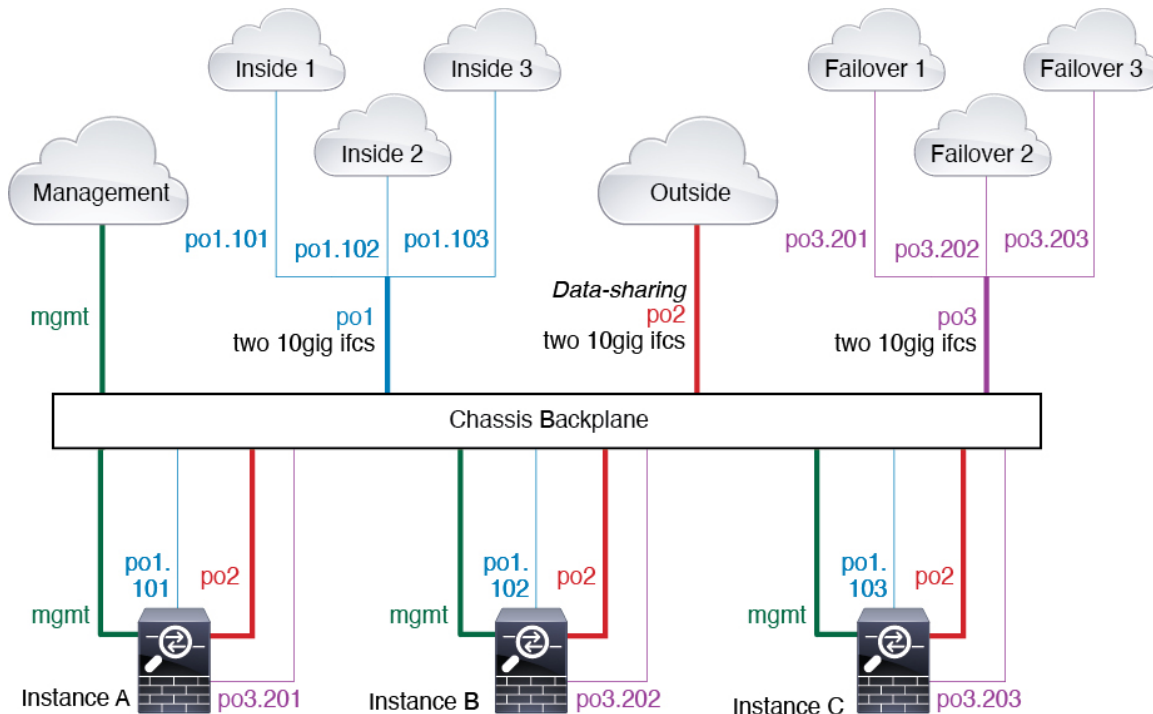 Inside 1
Inside 3
Failover 1
Failover 3
Inside 2
Failover 2
Management
Outside
po1.101
po1.102
po1.103
po3.201
po3.202
po3.203
mgmt
po1
two 10gig ifcs
Data-sharing
po2
two 10gig ifcs
po3
two 10gig ifcs
Chassis Backplane
po1.
101
po2
mgmt
Instance A
po3.201
po1.
102
po2
mgmt
Instance B
po3.202
po1.
103
po2
mgmt
Instance C
po3.203